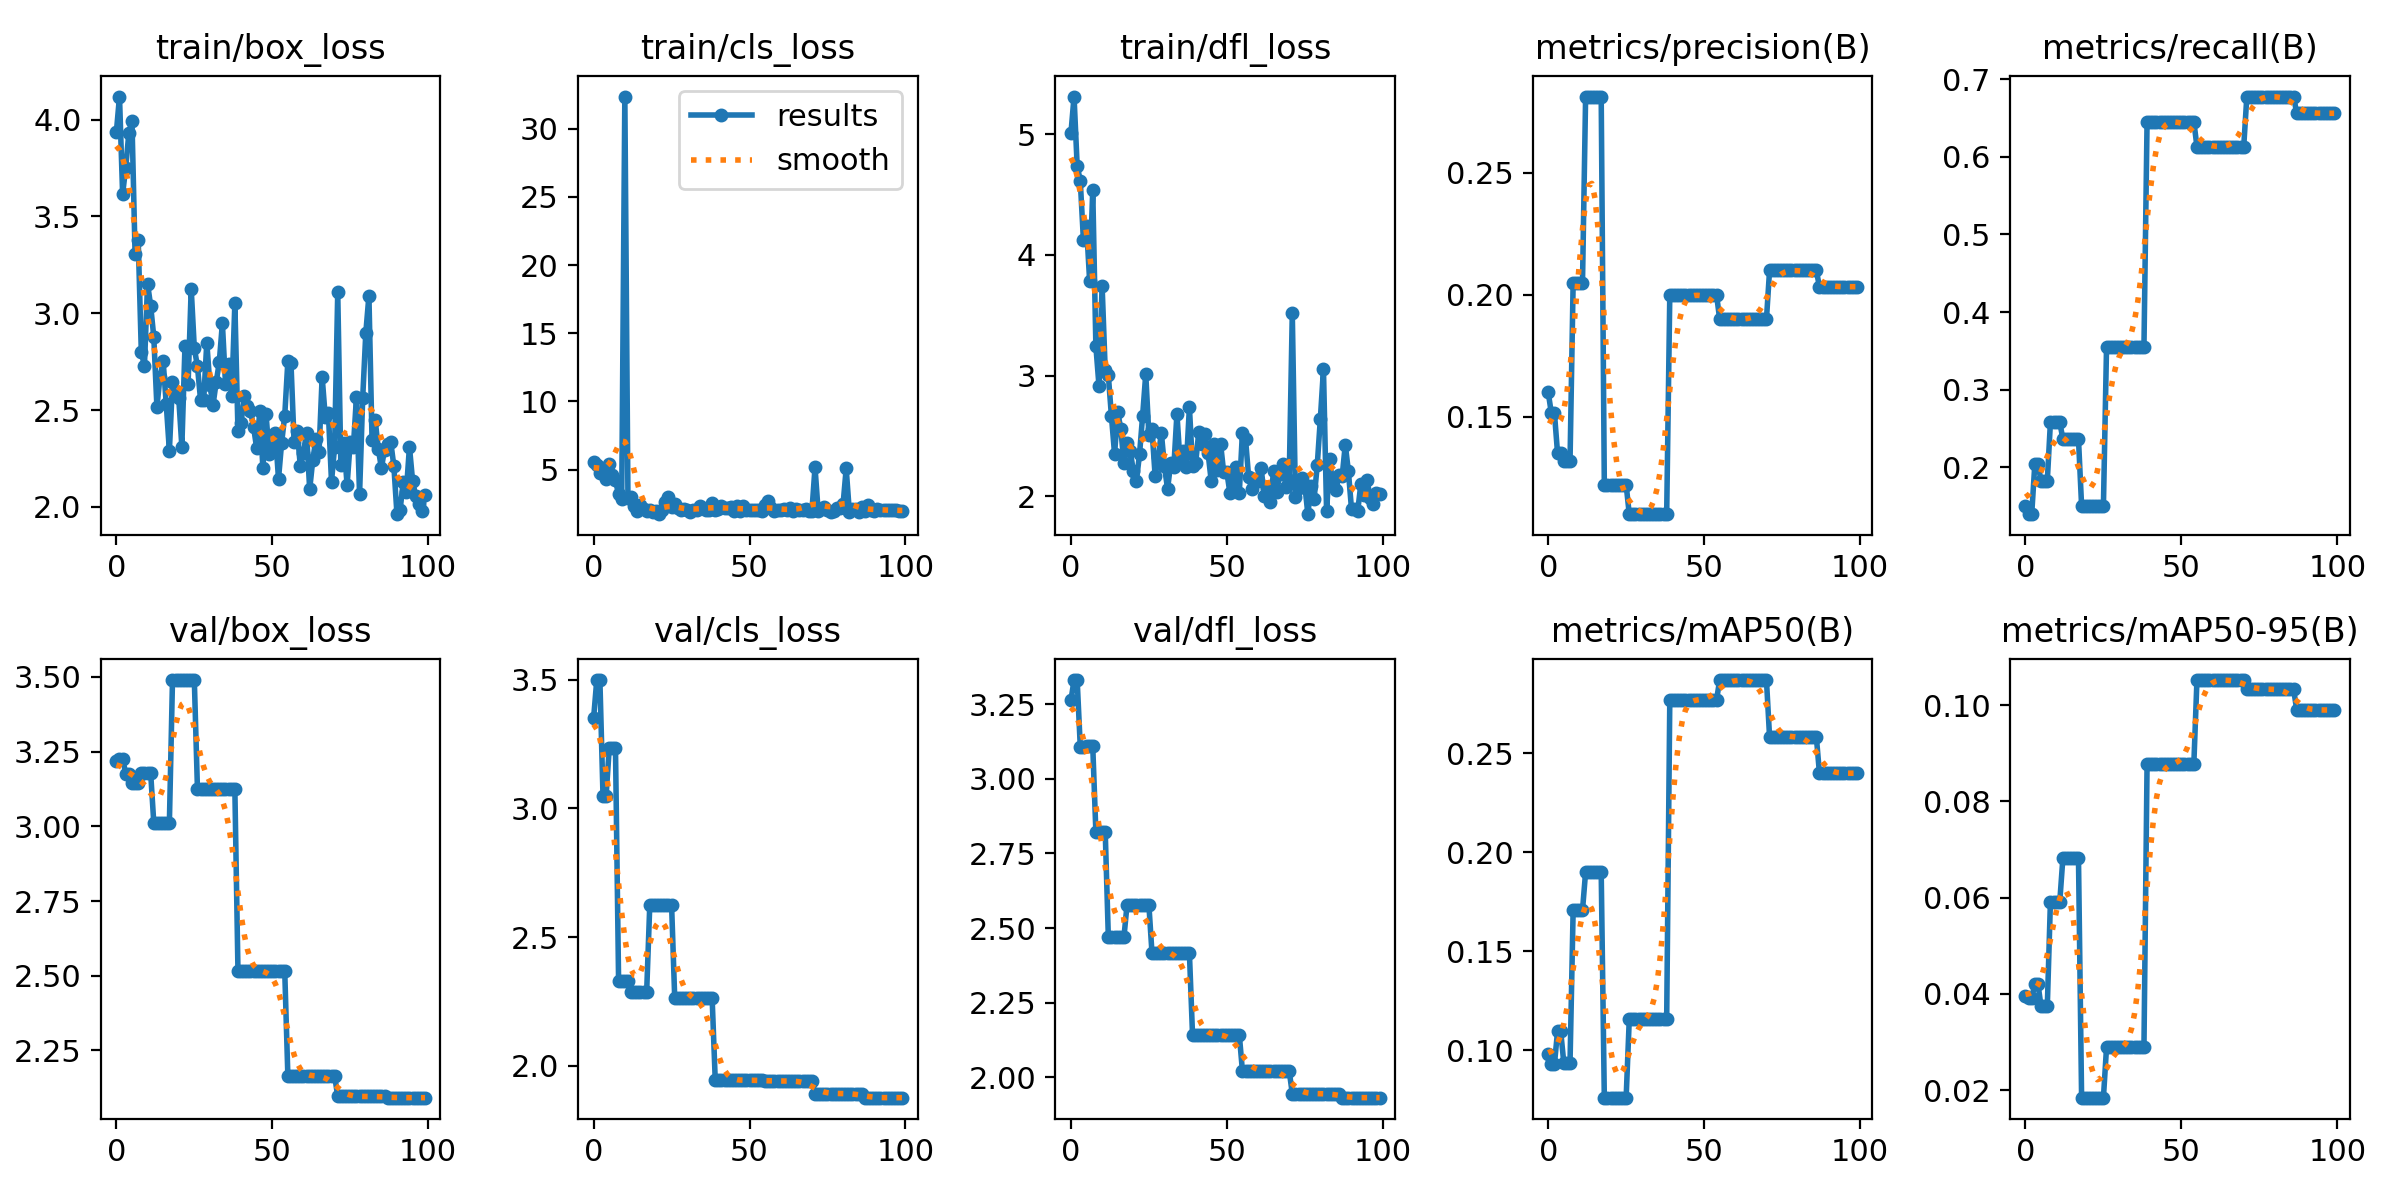 train/box_loss
4.0
3.5
3.0
2.5
2.0
0 50 100
train/cls_loss
results
smooth
30
25
20
15
10
5
0 50 100
train/dfl_loss
5
4
3
2
0 50 100
metrics/precision(B)
0.25
0.20
0.15
0 50 100
metrics/recall(B)
0.7
0.6
0.5
0.4
0.3
0.2
0 50 100
val/box_loss
3.50
3.25
3.00
2.75
2.50
2.25
0 50 100
val/cls_loss
3.5
3.0
2.5
2.0
0 50 100
val/dfl_loss
3.25
3.00
2.75
2.50
2.25
2.00
0 50 100
metrics/mAP50(B)
0.25
0.20
0.15
0.10
0 50 100
metrics/mAP50-95(B)
0.10
0.08
0.06
0.04
0.02
0 50 100